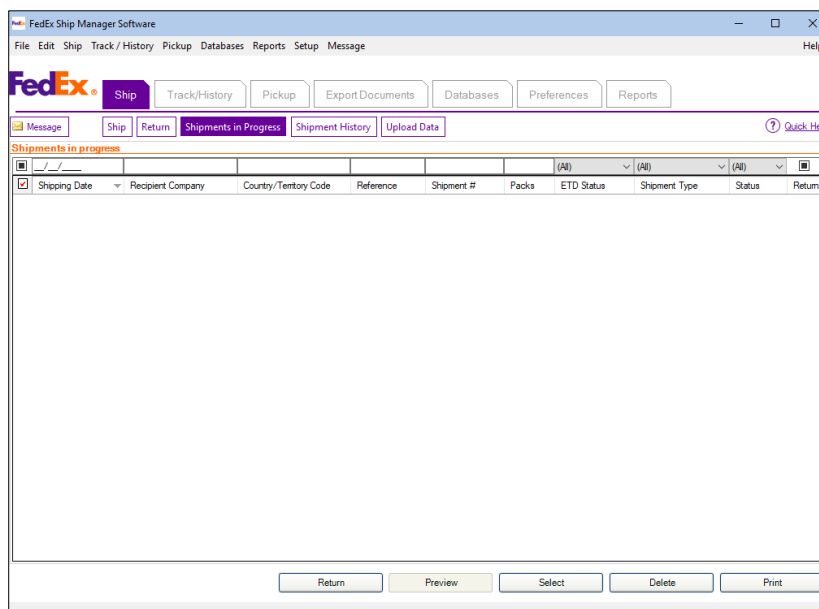 FedEx FedEx Ship Manager Software
File Edit Ship Track / History Pickup Databases Reports Setup Message Help
FedEx® Ship Track/History Pickup Export Documents Databases Preferences Reports
Message Ship Return Shipments in Progress Shipment History Upload Data ? Quick He
Shipments in progress
__/__/____ (All) (All) (All)
Shipping Date Recipient Company Country/Territory Code Reference Shipment # Packs ETD Status Shipment Type Status Return
Return Preview Select Delete Print